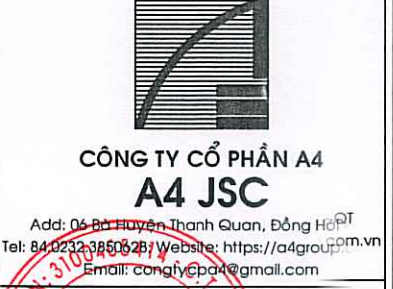 CÔNG TY CỔ PHẦN A4
A4 JSC
Add: 06 Bà Huyện Thanh Quan, Đồng Hới
QT
Tel: 84.0232.3850628; Website: https://a4group.com.vn
Email: congtycpa4@gmail.com